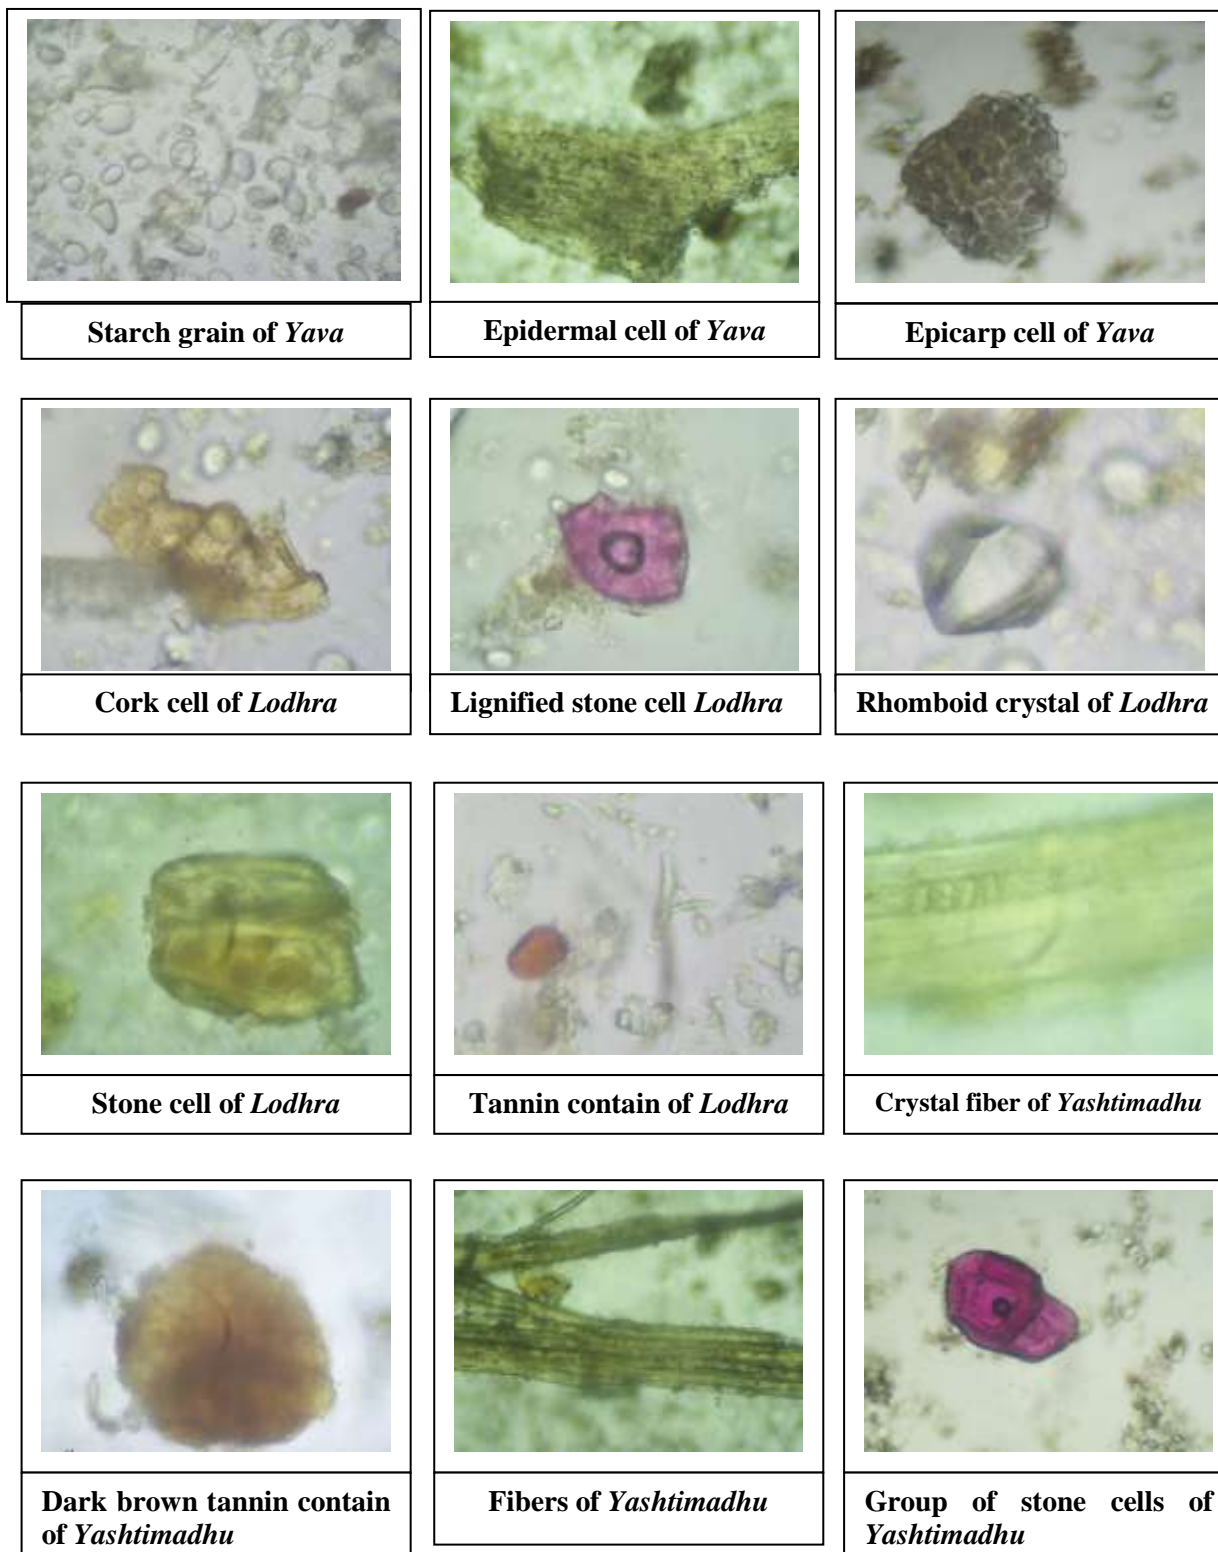 Starch grain of Yava
Epidermal cell of Yava
Epicarp cell of Yava
Cork cell of Lodhra
Lignified stone cell Lodhra
Rhomboid crystal of Lodhra
Stone cell of Lodhra
Tannin contain of Lodhra
Crystal fiber of Yashtimadhu
Dark brown tannin contain
of Yashtimadhu
Fibers of Yashtimadhu
Group of stone cells of
Yashtimadhu